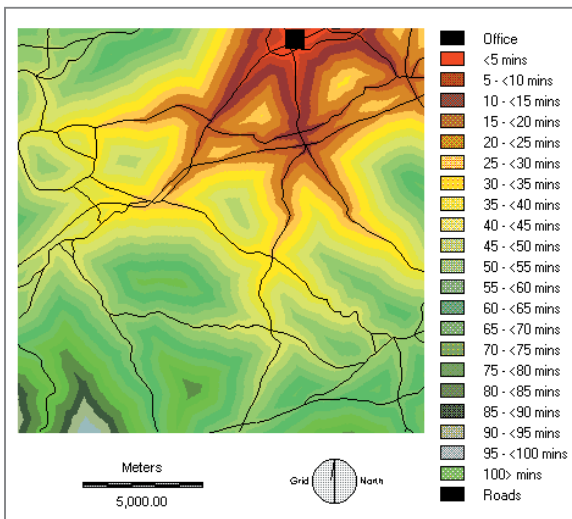 Office
<5 mins
5 - <10 mins
10 - <15 mins
15 - <20 mins
20 - <25 mins
25 - <30 mins
30 - <35 mins
35 - <40 mins
40 - <45 mins
45 - <50 mins
50 - <55 mins
55 - <60 mins
60 - <65 mins
65 - <70 mins
70 - <75 mins
75 - <80 mins
80 - <85 mins
85 - <90 mins
90 - <95 mins
95 - <100 mins
100> mins
Roads
Meters
5,000.00
Grid North